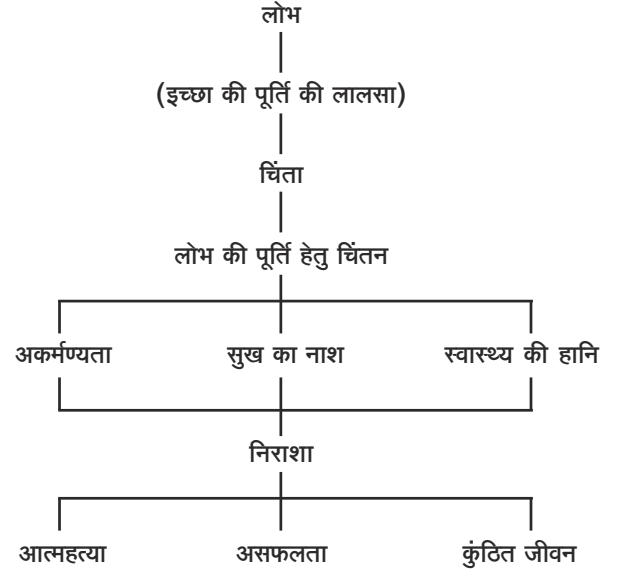 लोभ
(इच्छा की पूर्ति की लालसा)
चिंता
लोभ की पूर्ति हेतु चिंतन
अकर्मण्यता सुख का नाश स्वास्थ्य की हानि
निराशा
आत्महत्या असफलता कुंठित जीवन